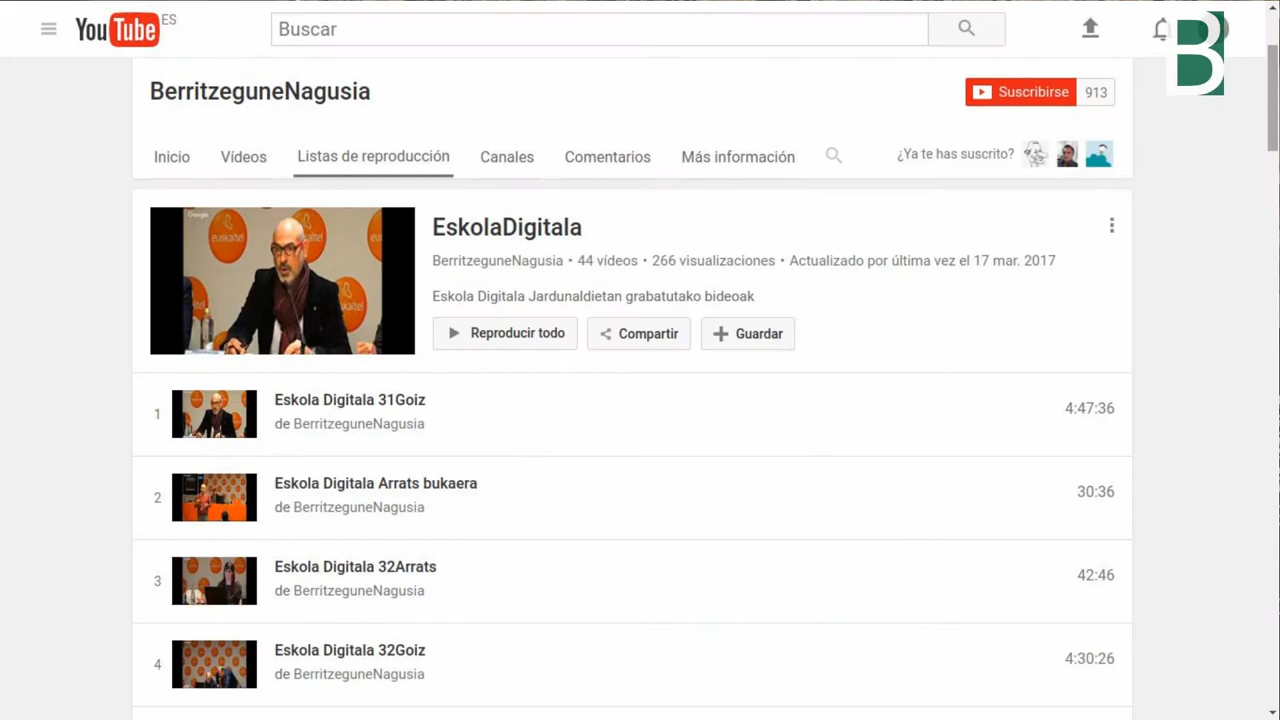 YouTube ES
Buscar
B
BerritzeguneNagusia
Suscribirse 913
Inicio Vídeos Listas de reproducción Canales Comentarios Más información ¿Ya te has suscrito?
Google
euskaltel
euskaltel
EskolaDigitala
BerritzeguneNagusia • 44 vídeos • 266 visualizaciones • Actualizado por última vez el 17 mar. 2017
Eskola Digitala Jardunaldietan grabatutako bideoak
Reproducir todo Compartir Guardar
1 Eskola Digitala 31Goiz 4:47:36
de BerritzeguneNagusia
2 Eskola Digitala Arrats bukaera 30:36
de BerritzeguneNagusia
3 Eskola Digitala 32Arrats 42:46
de BerritzeguneNagusia
4 Eskola Digitala 32Goiz 4:30:26
de BerritzeguneNagusia